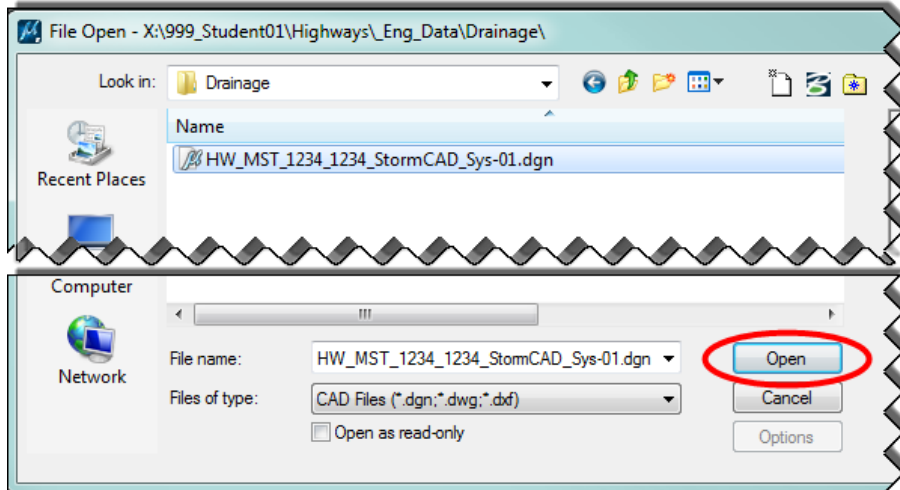 File Open - X:\999_Student01\Highways\_Eng_Data\Drainage\
Look in: Drainage
Name
HW_MST_1234_1234_StormCAD_Sys-01.dgn
Recent Places
Computer
Network
File name: HW_MST_1234_1234_StormCAD_Sys-01.dgn Open
Files of type: CAD Files (*.dgn;*.dwg;*.dxf) Cancel
Open as read-only Options